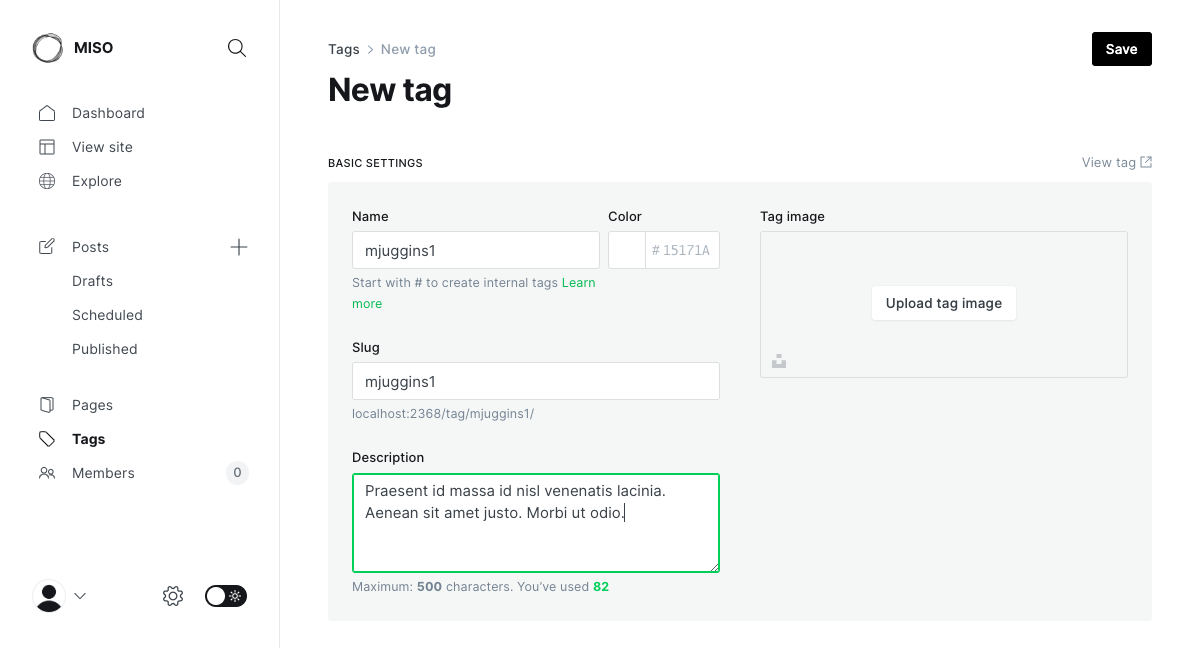 MISO
Dashboard
View site
Explore
Posts
Drafts
Scheduled
Published
Pages
Tags
Members 0
Tags > New tag
Save
New tag
BASIC SETTINGS
View tag
Name
mjuggins1
Start with # to create internal tags Learn
more
Color
# 15171A
Slug
mjuggins1
localhost:2368/tag/mjuggins1/
Description
Praesent id massa id nisl venenatis lacinia.
Aenean sit amet justo. Morbi ut odio.
Maximum: 500 characters. You’ve used 82
Tag image
Upload tag image